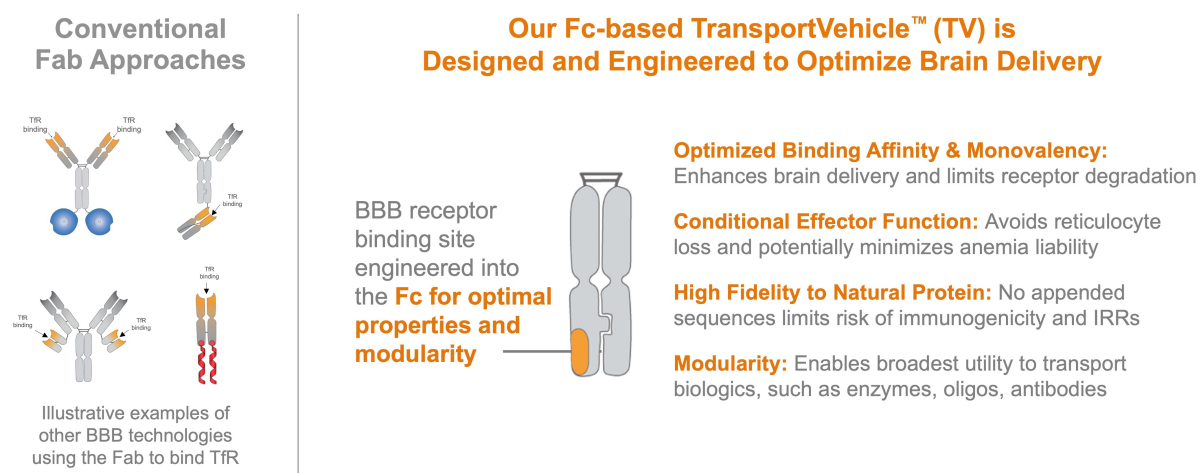 Conventional
Fab Approaches
TfR
binding
TfR
binding
TfR
binding
TfR
binding
TfR
binding
TfR
binding
Illustrative examples of
other BBB technologies
using the Fab to bind TfR
Our Fc-based TransportVehicle™ (TV) is
Designed and Engineered to Optimize Brain Delivery
BBB receptor
binding site
engineered into
the Fc for optimal
properties and
modularity
Optimized Binding Affinity & Monovalency:
Enhances brain delivery and limits receptor degradation
Conditional Effector Function: Avoids reticulocyte
loss and potentially minimizes anemia liability
High Fidelity to Natural Protein: No appended
sequences limits risk of immunogenicity and IRRs
Modularity: Enables broadest utility to transport
biologics, such as enzymes, oligos, antibodies